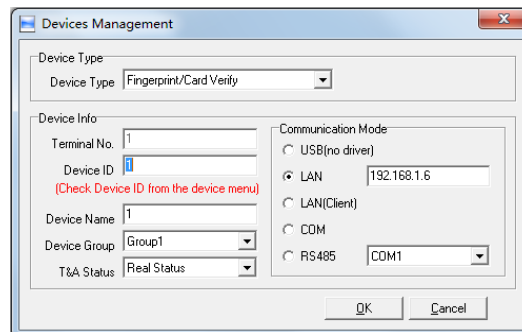 Devices Management
Device Type
Device Type Fingerprint/Card Verify
Device Info
Terminal No. 1
Device ID 1
(Check Device ID from the device menu)
Device Name 1
Device Group Group1
T&A Status Real Status
Communication Mode
USB(no driver)
LAN 192.168.1.6
LAN(Client)
COM
RS485 COM1
OK Cancel